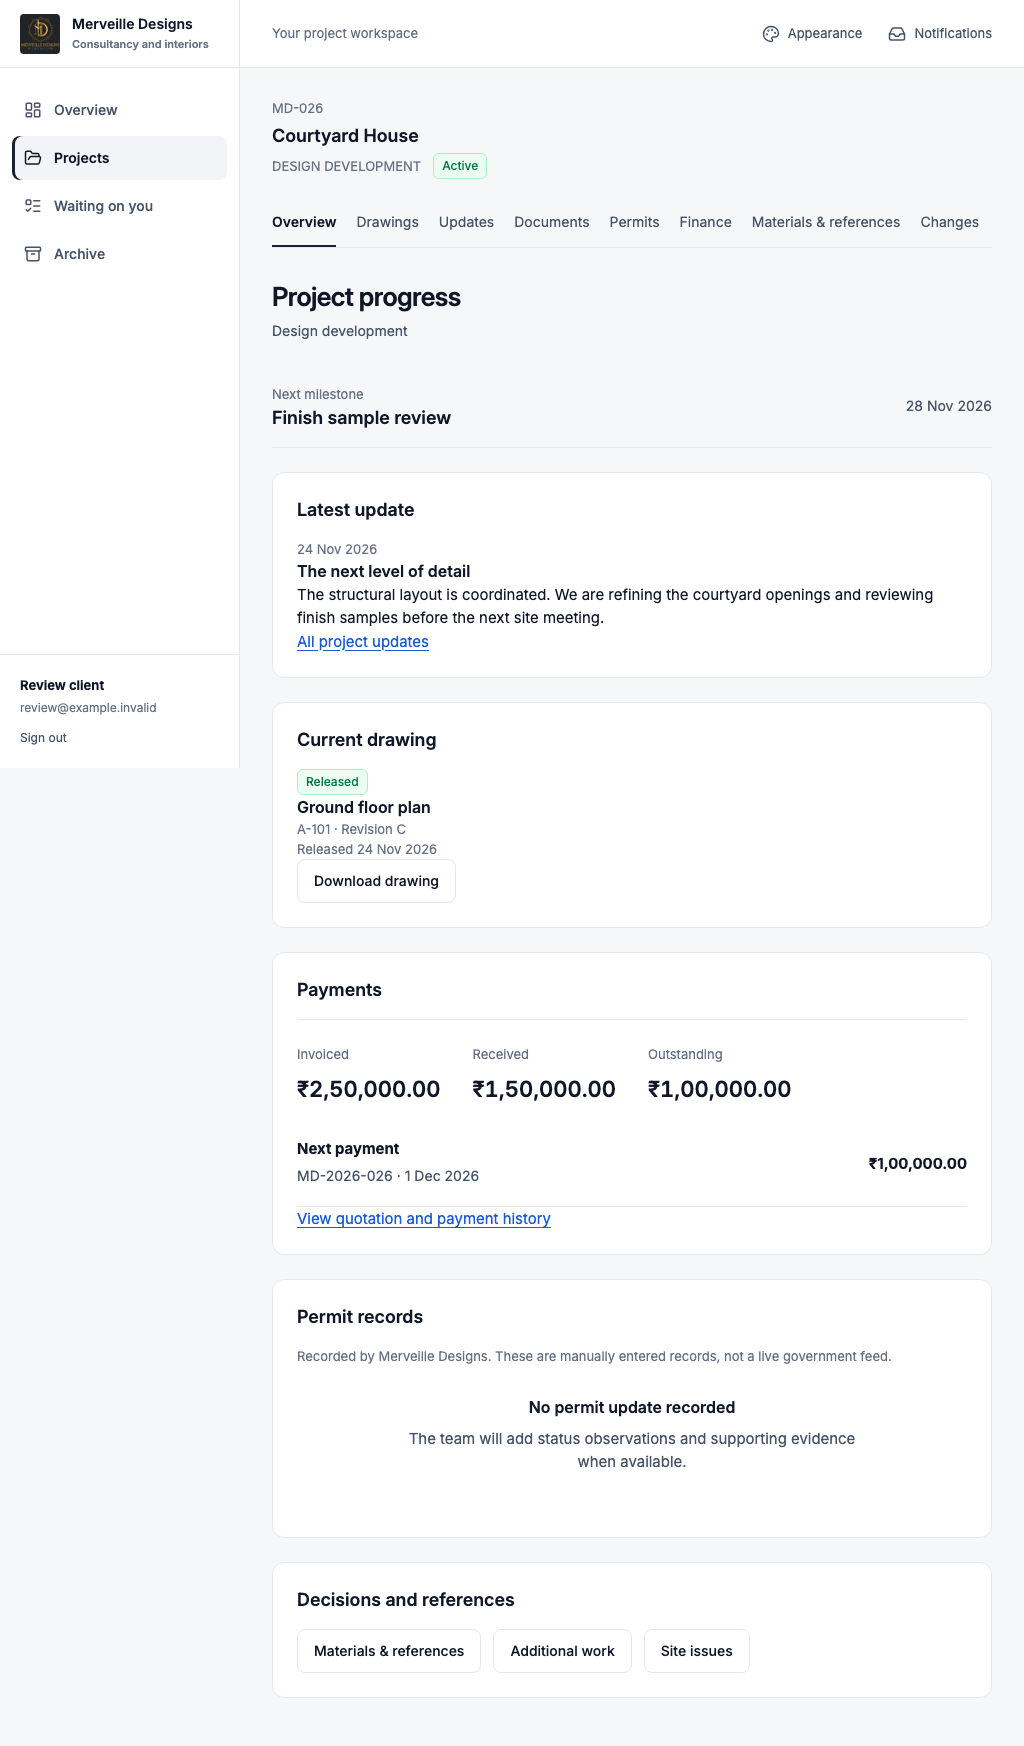 Merveille Designs
Consultancy and interiors
Your project workspace
Appearance
Notifications
Overview
Projects
Waiting on you
Archive
Review client
review@example.invalid
Sign out
MD-026
Courtyard House
DESIGN DEVELOPMENT Active
Overview Drawings Updates Documents Permits Finance Materials & references Changes
Project progress
Design development
Next milestone
Finish sample review
28 Nov 2026
Latest update
24 Nov 2026
The next level of detail
The structural layout is coordinated. We are refining the courtyard openings and reviewing
finish samples before the next site meeting.
All project updates
Current drawing
Released
Ground floor plan
A-101 · Revision C
Released 24 Nov 2026
Download drawing
Payments
Invoiced Received Outstanding
₹2,50,000.00 ₹1,50,000.00 ₹1,00,000.00
Next payment
MD-2026-026 · 1 Dec 2026
₹1,00,000.00
View quotation and payment history
Permit records
Recorded by Merveille Designs. These are manually entered records, not a live government feed.
No permit update recorded
The team will add status observations and supporting evidence
when available.
Decisions and references
Materials & references Additional work Site issues